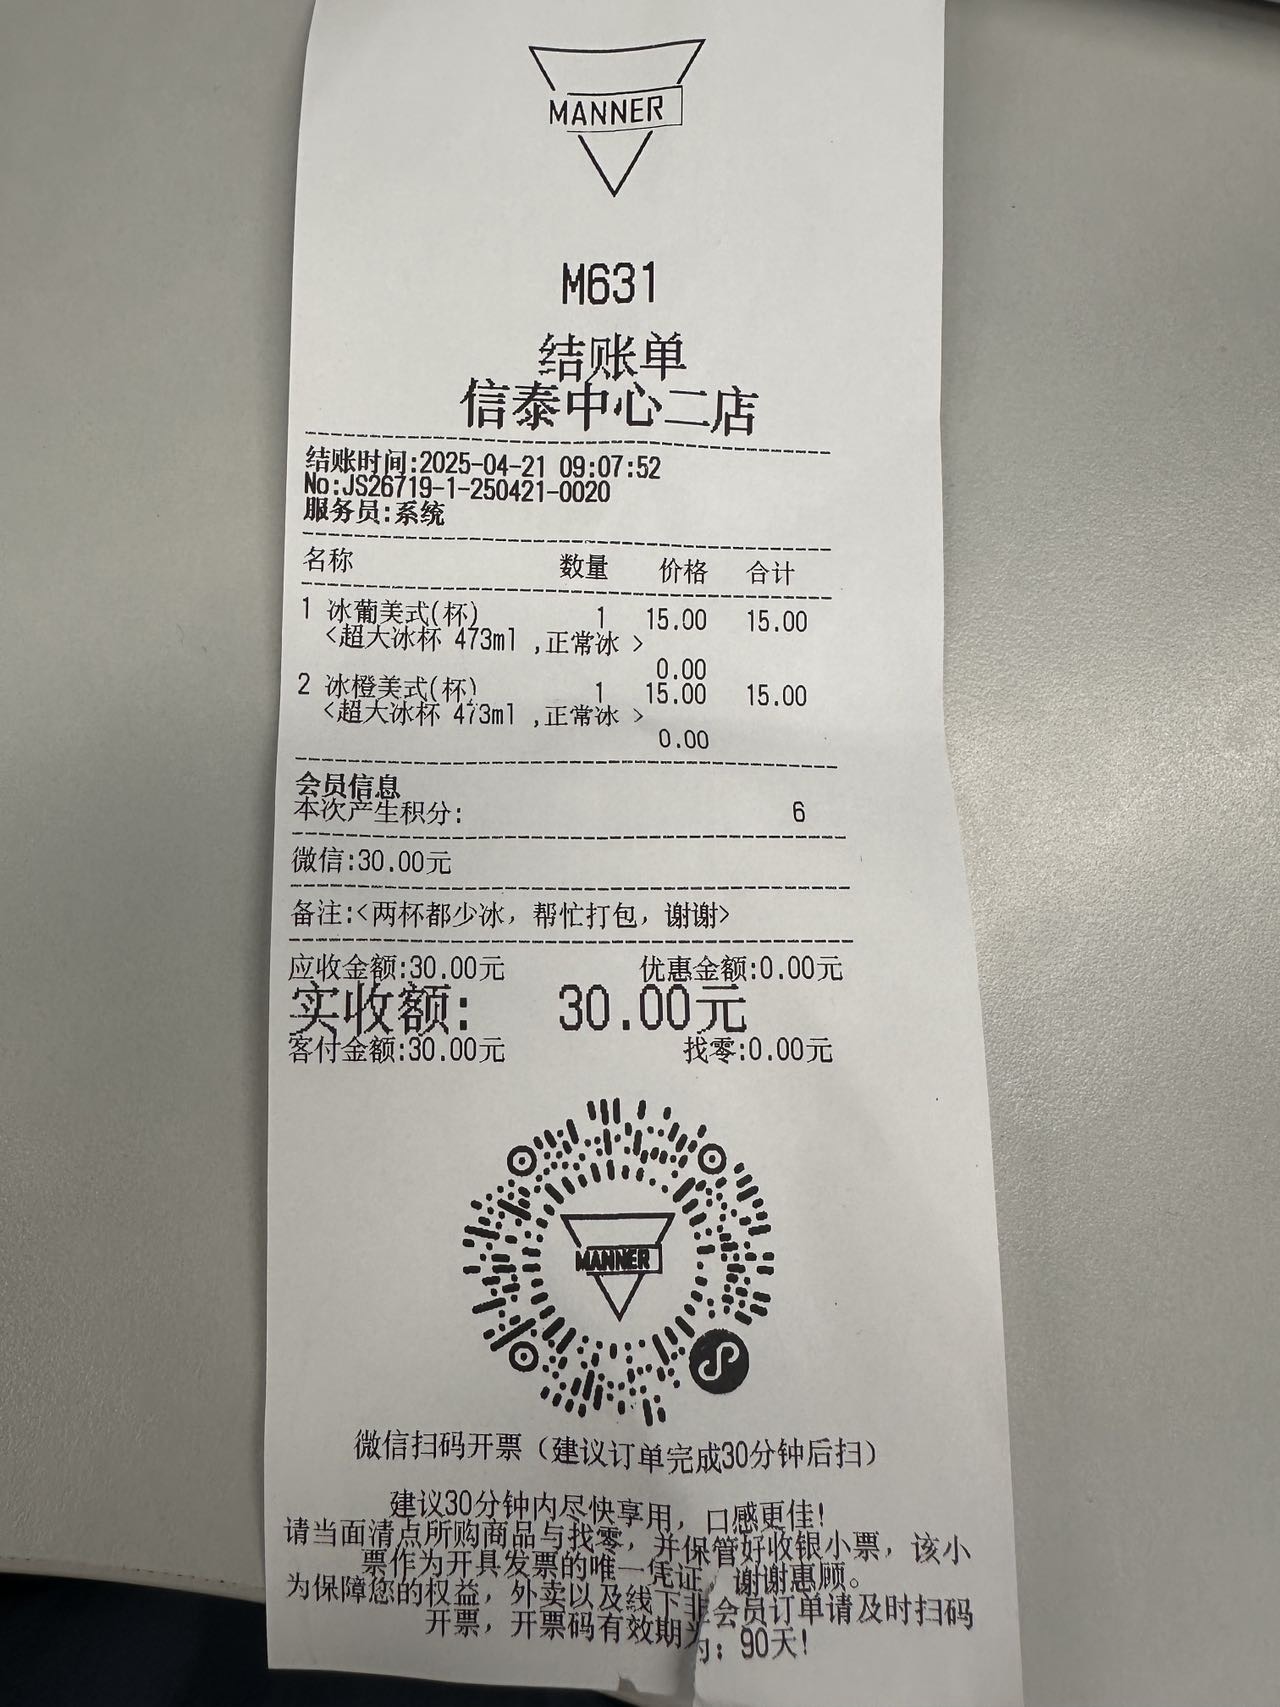 MANNER
M631
结账单
信泰中心二店
结账时间:2025-04-21 09:07:52
No:JS26719-1-250421-0020
服务员:系统
名称 数量 价格 合计
1 冰葡美式(杯) 1 15.00 15.00
<超大冰杯 473ml ,正常冰 >
0.00
2 冰橙美式(杯) 1 15.00 15.00
<超大冰杯 473ml ,正常冰 >
0.00
会员信息
本次产生积分: 6
微信:30.00元
备注:<两杯都少冰，帮忙打包，谢谢>
应收金额:30.00元 优惠金额:0.00元
实收额: 30.00元
客付金额:30.00元 找零:0.00元
MANNER
微信扫码开票（建议订单完成30分钟后扫）
建议30分钟内尽快享用，口感更佳!
请当面清点所购商品与找零，并保管好收银小票，该小
票作为开具发票的唯一凭证，谢谢惠顾。
为保障您的权益，外卖以及线下非会员订单请及时扫码
开票，开票码有效期为: 90天!